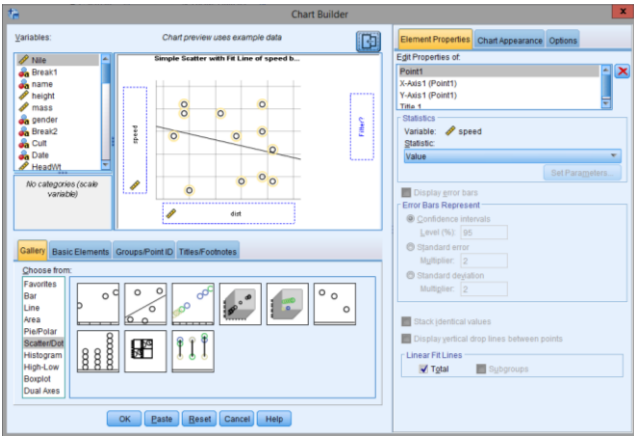 Chart Builder
Variables:
Chart preview uses example data
Nile
Break1
name
height
mass
gender
Break2
Cult
Date
HeadWt
No categories (scale
variable)
Simple Scatter with Fit Line of speed b...
speed
Filter?
dist
Gallery
Basic Elements
Groups/Point ID
Titles/Footnotes
Choose from:
Favorites
Bar
Line
Area
Pie/Polar
Scatter/Dot
Histogram
High-Low
Boxplot
Dual Axes
OK
Paste
Reset
Cancel
Help
Element Properties
Chart Appearance
Options
Edit Properties of:
Point1
X-Axis1 (Point1)
Y-Axis1 (Point1)
Title 1
Statistics
Variable: speed
Statistic:
Value
Set Parameters...
Display error bars
Error Bars Represent
Confidence intervals
Level (%): 95
Standard error
Multiplier: 2
Standard deviation
Multiplier: 2
Stack identical values
Display vertical drop lines between points
Linear Fit Lines
Total
Subgroups